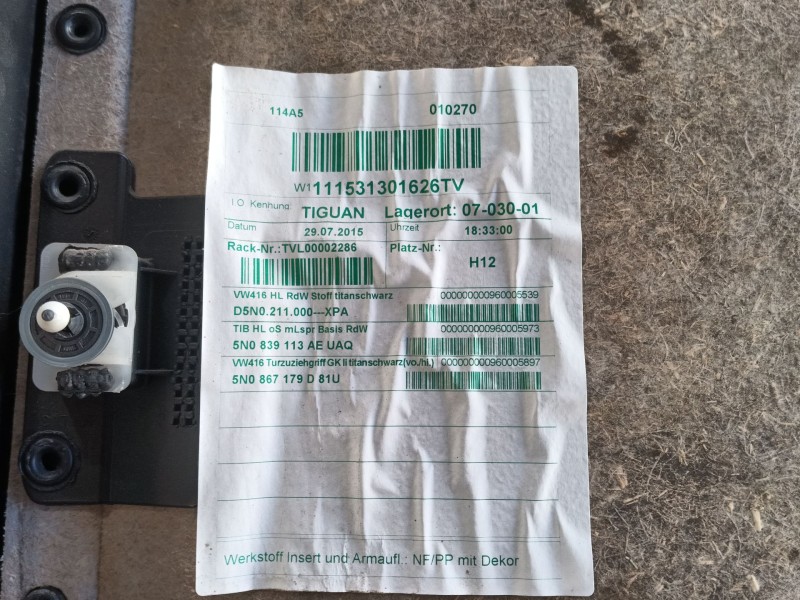 114A5 010270
W1111531301626TV
I.O. Kennung: TIGUAN Lagerort: 07-030-01
Datum 29.07.2015 Uhrzeit 18:33:00
Rack-Nr.:TVL00002286 Platz-Nr.: H12
VW416 HL RdW Stoff titanschwarz 000000000960005539
D5N0.211.000---XPA
TIB HL oS mLspr Basis RdW 000000000960005973
5N0 839 113 AE UAQ
VW416 Turzuziehgriff GK li titanschwarz(vo./hi.) 000000000960005897
5N0 867 179 D 81U
Werkstoff Insert und Armaufl.: NF/PP mit Dekor